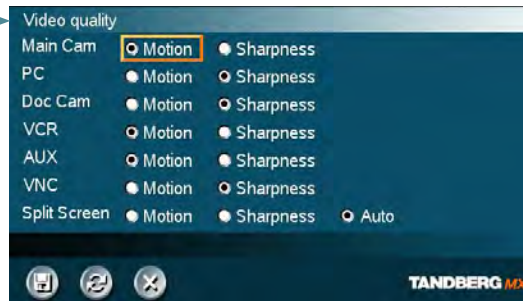 Video quality
Main Cam Motion Sharpness
PC Motion Sharpness
Doc Cam Motion Sharpness
VCR Motion Sharpness
AUX Motion Sharpness
VNC Motion Sharpness
Split Screen Motion Sharpness Auto
TANDBERG MX